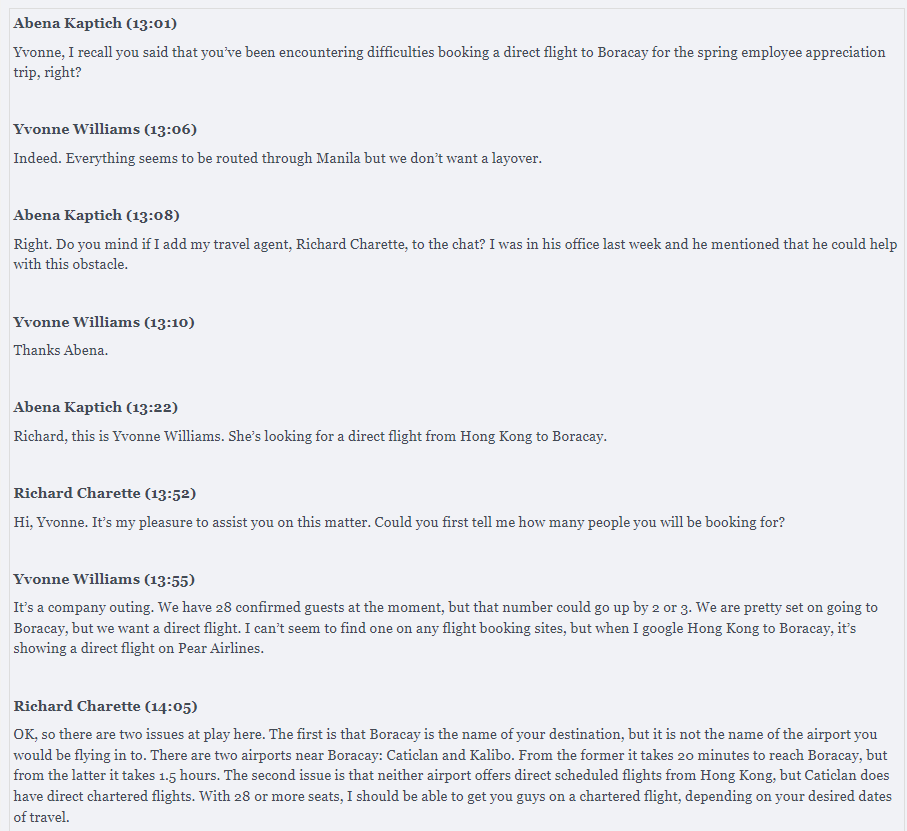 Abena Kaptich (13:01)
Yvonne, I recall you said that you’ve been encountering difficulties booking a direct flight to Boracay for the spring employee appreciation
trip, right?
Yvonne Williams (13:06)
Indeed. Everything seems to be routed through Manila but we don’t want a layover.
Abena Kaptich (13:08)
Right. Do you mind if I add my travel agent, Richard Charette, to the chat? I was in his office last week and he mentioned that he could help
with this obstacle.
Yvonne Williams (13:10)
Thanks Abena.
Abena Kaptich (13:22)
Richard, this is Yvonne Williams. She’s looking for a direct flight from Hong Kong to Boracay.
Richard Charette (13:52)
Hi, Yvonne. It’s my pleasure to assist you on this matter. Could you first tell me how many people you will be booking for?
Yvonne Williams (13:55)
It’s a company outing. We have 28 confirmed guests at the moment, but that number could go up by 2 or 3. We are pretty set on going to
Boracay, but we want a direct flight. I can’t seem to find one on any flight booking sites, but when I google Hong Kong to Boracay, it’s
showing a direct flight on Pear Airlines.
Richard Charette (14:05)
OK, so there are two issues at play here. The first is that Boracay is the name of your destination, but it is not the name of the airport you
would be flying in to. There are two airports near Boracay: Caticlan and Kalibo. From the former it takes 20 minutes to reach Boracay, but
from the latter it takes 1.5 hours. The second issue is that neither airport offers direct scheduled flights from Hong Kong, but Caticlan does
have direct chartered flights. With 28 or more seats, I should be able to get you guys on a chartered flight, depending on your desired dates
of travel.